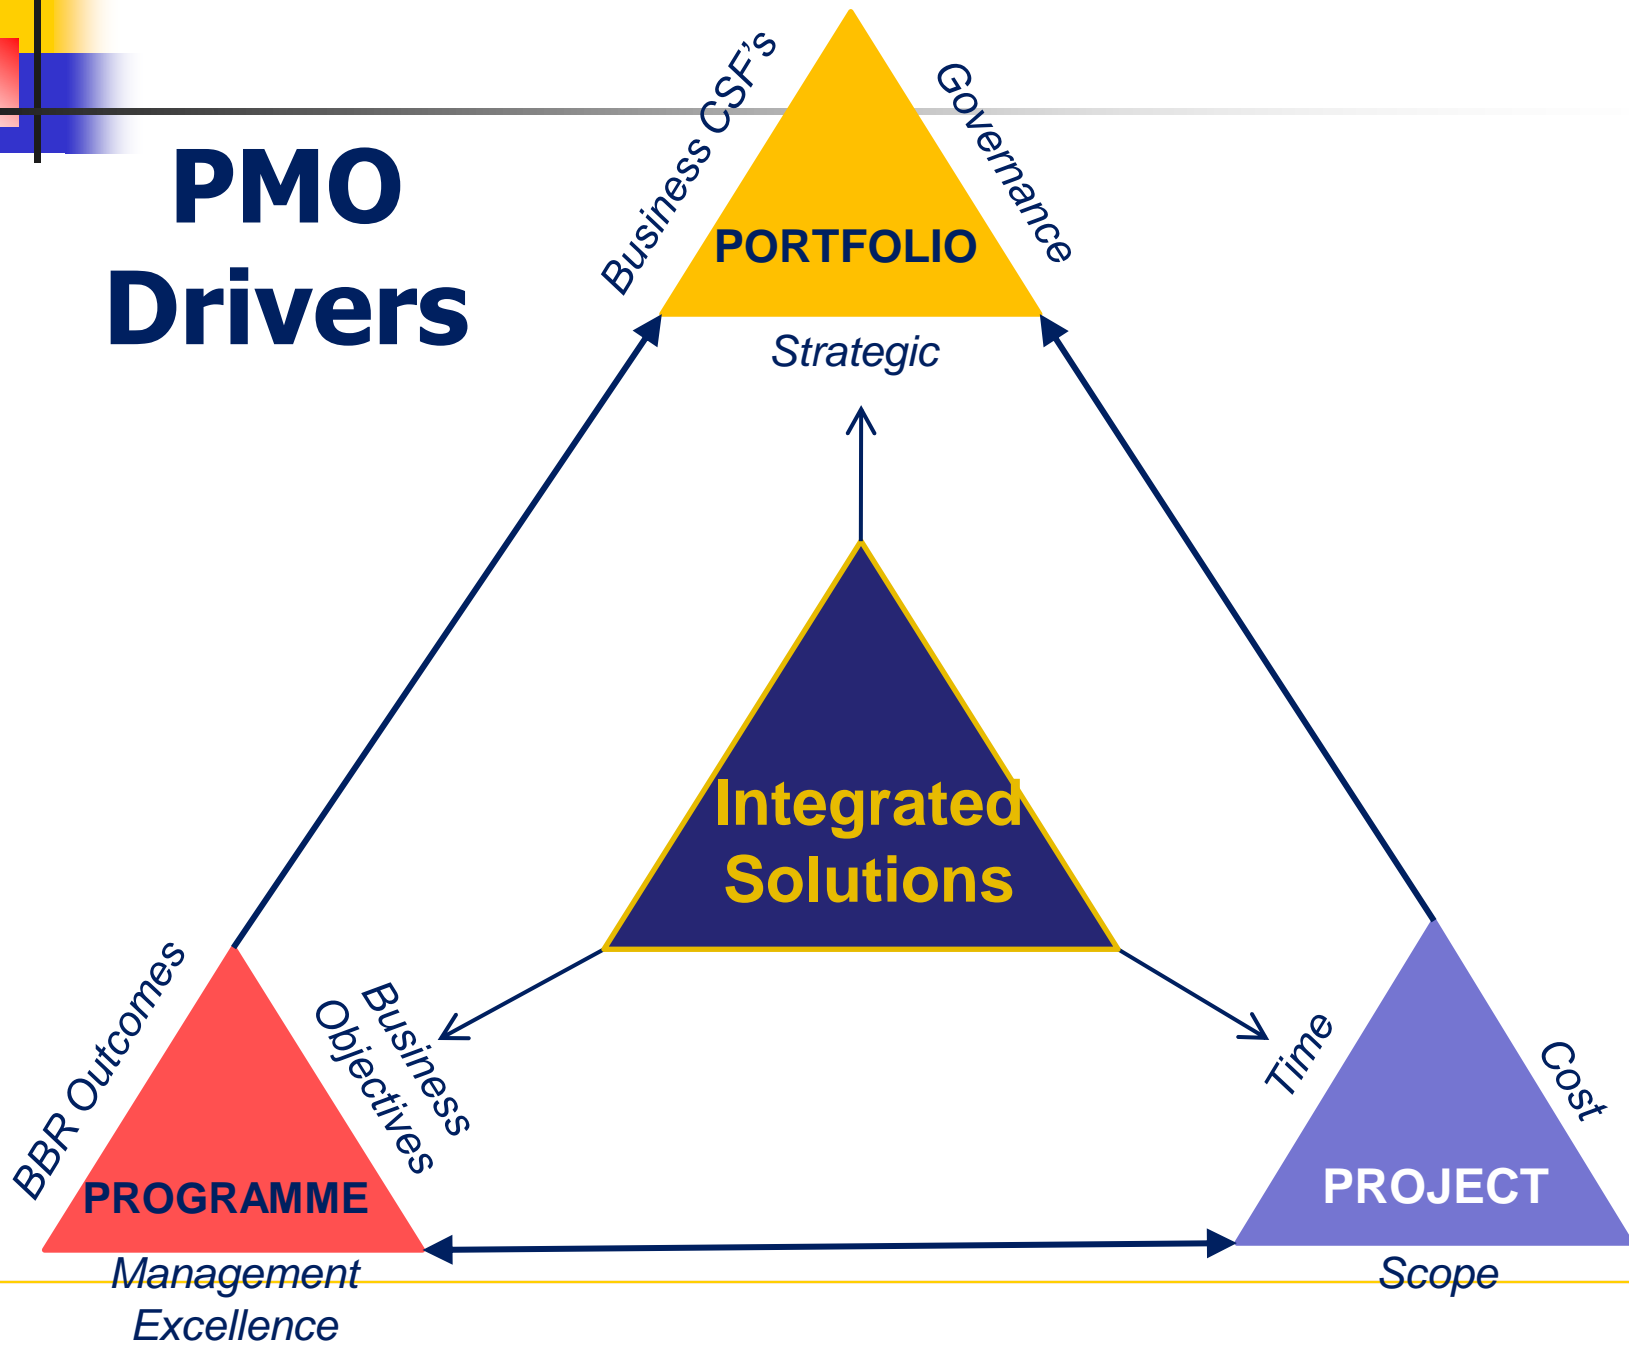 PMO
Drivers
Business CSF's
Governance
PORTFOLIO
Strategic
Integrated
Solutions
BBR Outcomes
Business
Objectives
PROGRAMME
Management
Excellence
Time
Cost
PROJECT
Scope